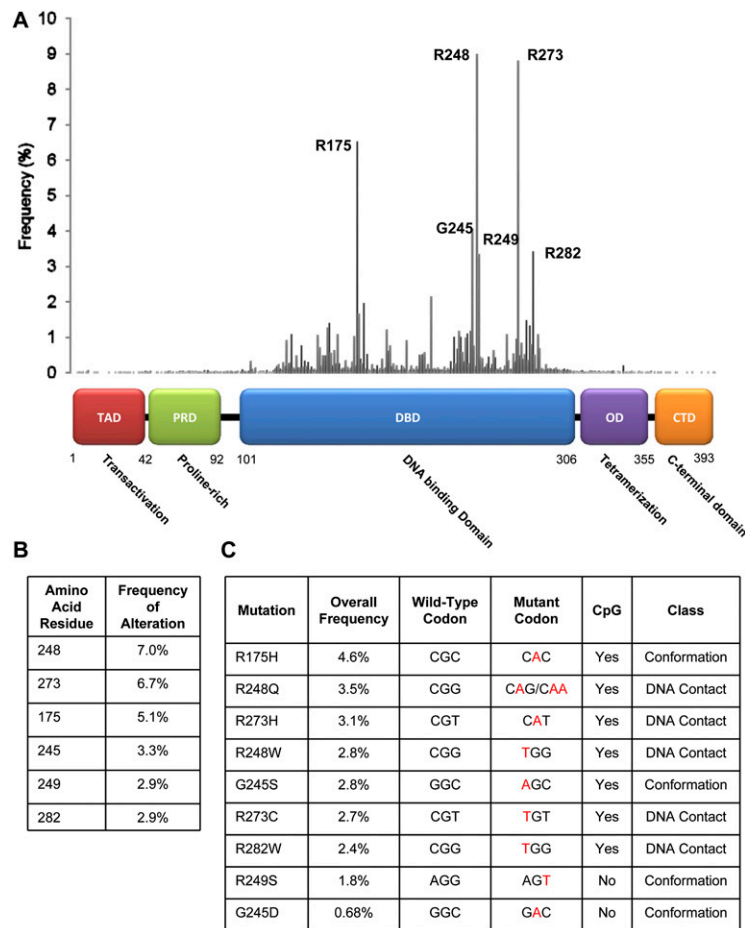 A
Frequency (%)
10
9
8
7
6
5
4
3
2
1
0
R175
G245
R248
R249
R273
R282
TAD
PRD
DBD
OD
CTD
1
42
92
101
306
355
393
Transactivation
Proline-rich
DNA binding Domain
Tetramerization
C-terminal domain
B
Amino Acid Residue Frequency of Alteration
248 7.0%
273 6.7%
175 5.1%
245 3.3%
249 2.9%
282 2.9%
C
Mutation Overall Frequency Wild-Type Codon Mutant Codon CpG Class
R175H 4.6% CGC CAC Yes Conformation
R248Q 3.5% CGG CAG/CAA Yes DNA Contact
R273H 3.1% CGT CAT Yes DNA Contact
R248W 2.8% CGG TGG Yes DNA Contact
G245S 2.8% GGC AGC Yes Conformation
R273C 2.7% CGT TGT Yes DNA Contact
R282W 2.4% CGG TGG Yes DNA Contact
R249S 1.8% AGG AGT No Conformation
G245D 0.68% GGC GAC No Conformation